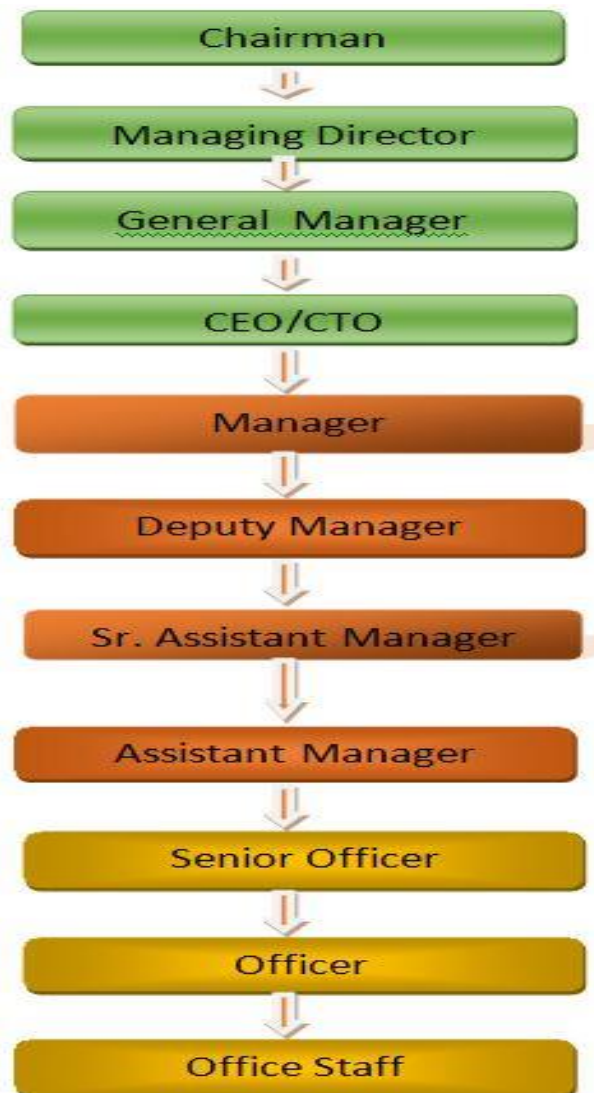 Chairman
Managing Director
General Manager
CEO/CTO
Manager
Deputy Manager
Sr. Assistant Manager
Assistant Manager
Senior Officer
Officer
Office Staff